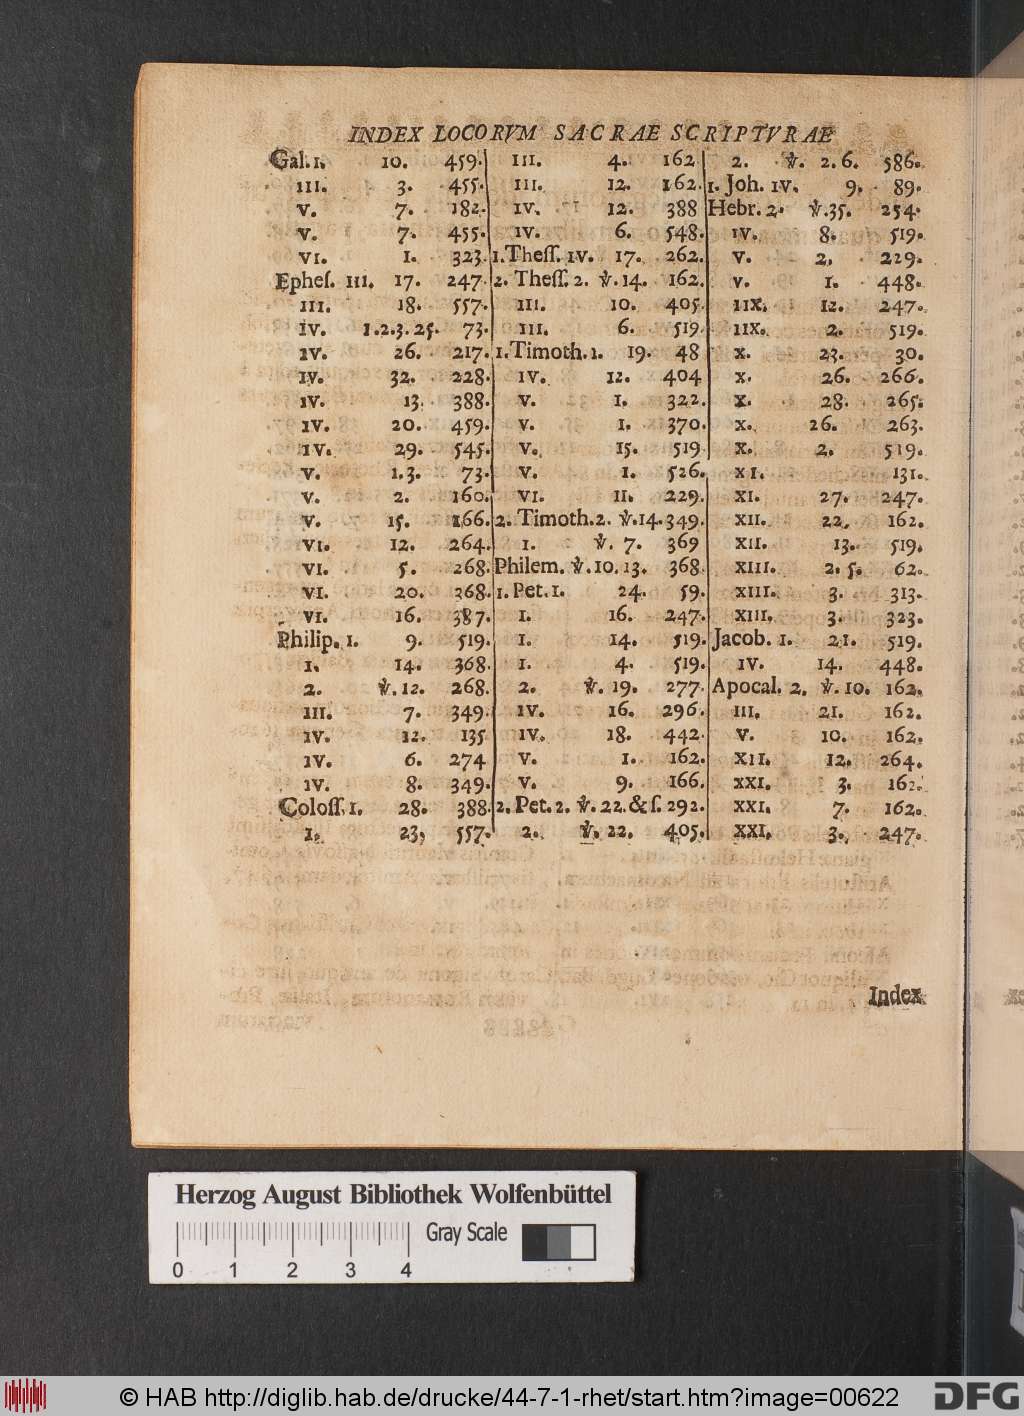 INDEX LOCORVM SACRAE SCRIPTVRAE
Gal. I. 10. 459.
III. 3. 455.
V. 7. 182.
V. 7. 455.
VI. I. 323.
Ephes. III. 17. 247.
III. 18. 557.
IV. 1.2.3.25. 73.
IV. 26. 217.
IV. 32. 228.
IV. 13. 388.
IV. 20. 459.
IV. 29. 545.
V. 1.3. 73.
V. 2. 160.
V. 15. 166.
VI. 12. 264.
VI. 5. 268.
VI. 20. 368.
VI. 16. 387.
Philip. I. 9. 519.
I. 14. 368.
2. ℣. 12. 268.
III. 7. 349.
IV. 12. 135
IV. 6. 274
IV. 8. 349.
Coloſſ. I. 28. 388.
I. 23. 557.
III. 4. 162
III. 12. 162.
IV. 12. 388
IV. 6. 548.
1. Theſſ. IV. 17. 262.
2. Theſſ. 2. ℣. 14. 162.
III. 10. 405.
III. 6. 519.
1. Timoth. I. 19. 48
IV. 12. 404
V. I. 322.
V. I. 370.
V. 15. 519
V. I. 526.
VI. II. 229.
2. Timoth. 2. ℣. 14. 349.
I. ℣. 7. 369
Philem. ℣. 10. 13. 368.
1. Pet. I. 24. 59.
I. 16. 247.
I. 14. 519.
I. 4. 519.
2. ℣. 19. 277.
IV. 16. 296.
IV. 18. 442.
V. I. 162.
V. 9. 166.
2. Pet. 2. ℣. 22. & ſ. 292.
2. ℣. 22. 405.
2. ℣. 2. 6. 586.
1. Joh. IV. 9. 89.
Hebr. 2. ℣. 35. 254.
IV. 8. 519.
V. 2. 229.
V. I. 448.
IIX. 12. 247.
IIX. 2. 519.
X. 23. 30.
X. 26. 266.
X. 28. 265.
X. 26. 263.
X. 2. 519.
XI. 131.
XI. 27. 247.
XII. 22. 162.
XII. 13. 519.
XIII. 2. 5. 62.
XIII. 3. 313.
XIII. 3. 323.
Jacob. I. 21. 519.
IV. 14. 448.
Apocal. 2. ℣. 10. 162.
III. 21. 162.
V. 10. 162.
XII. 12. 264.
XXI. 3. 162.
XXI. 7. 162.
XXI. 3. 247.
Index
Herzog August Bibliothek Wolfenbüttel
Gray Scale
0 1 2 3 4
© HAB http://diglib.hab.de/drucke/44-7-1-rhet/start.htm?image=00622
DFG